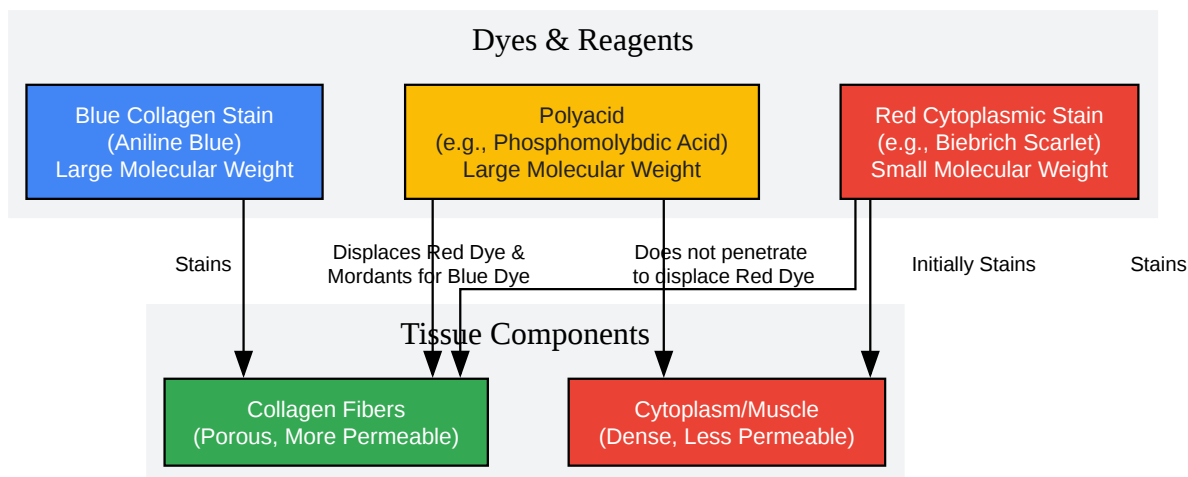 Dyes & Reagents
Blue Collagen Stain
(Aniline Blue)
Large Molecular Weight
Polyacid
(e.g., Phosphomolybdic Acid)
Large Molecular Weight
Red Cytoplasmic Stain
(e.g., Biebrich Scarlet)
Small Molecular Weight
Stains
Displaces Red Dye &
Mordants for Blue Dye
Does not penetrate
to displace Red Dye
Initially Stains
Stains
Tissue Components
Collagen Fibers
(Porous, More Permeable)
Cytoplasm/Muscle
(Dense, Less Permeable)